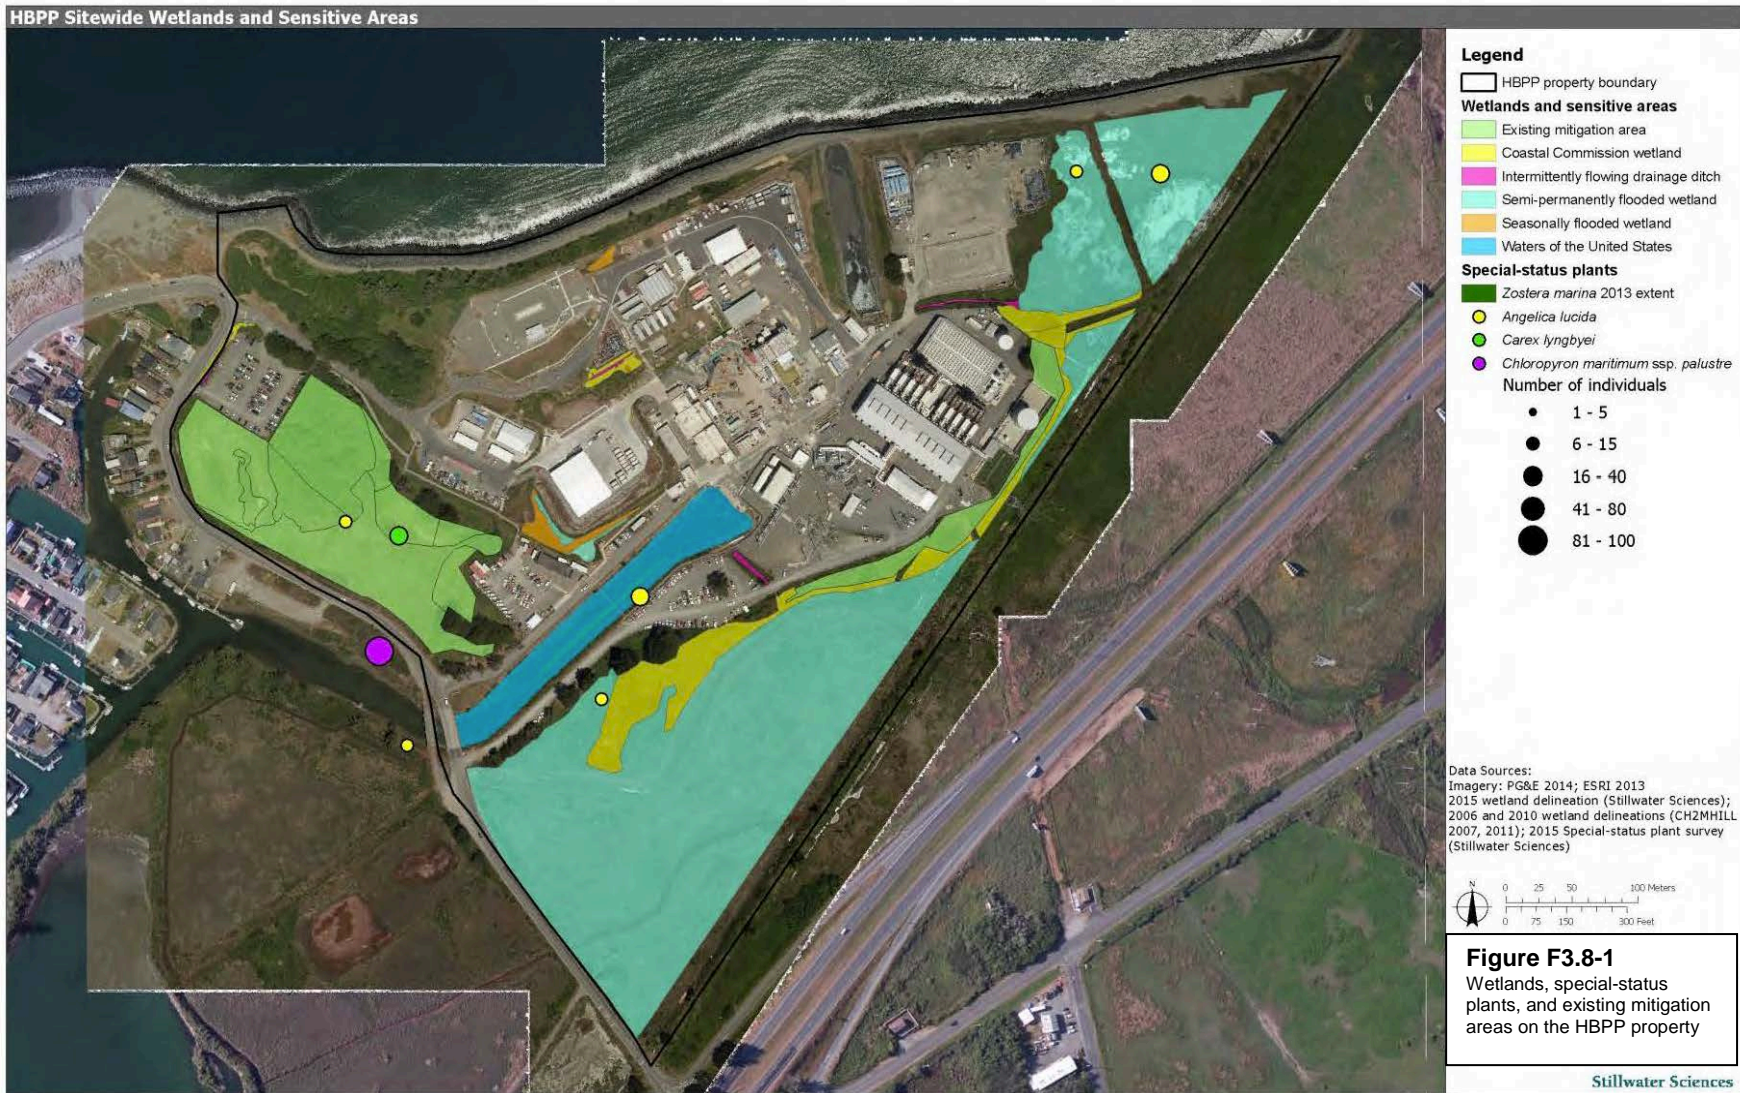 HBPP Sitewide Wetlands and Sensitive Areas
Legend
HBPP property boundary
Wetlands and sensitive areas
Existing mitigation area
Coastal Commission wetland
Intermittently flowing drainage ditch
Semi-permanently flooded wetland
Seasonally flooded wetland
Waters of the United States
Special-status plants
Zostera marina 2013 extent
Angelica lucida
Carex lyngbyei
Chloropyron maritimum ssp. palustre
Number of individuals
1 - 5
6 - 15
16 - 40
41 - 80
81 - 100
Data Sources:
Imagery: PG&E 2014; ESRI 2013
2015 wetland delineation (Stillwater Sciences);
2006 and 2010 wetland delineations (CH2MHILL
2007, 2011); 2015 Special-status plant survey
(Stillwater Sciences)
N
0 25 50 100 Meters
0 75 150 300 Feet
Figure F3.8-1
Wetlands, special-status
plants, and existing mitigation
areas on the HBPP property
Stillwater Sciences